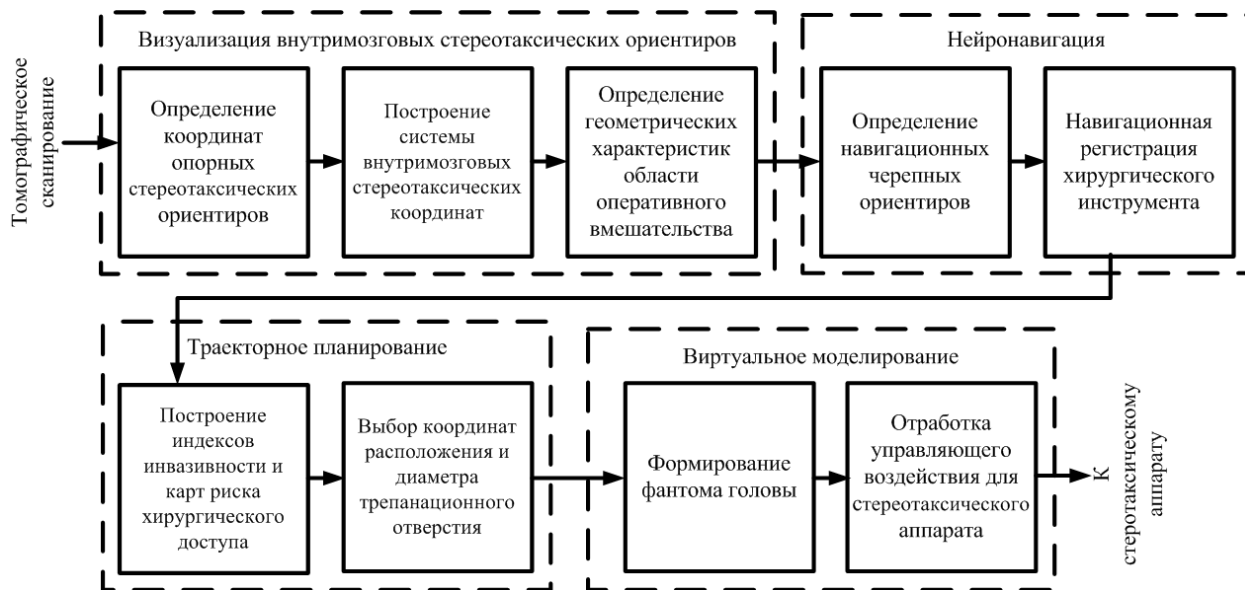 Томографическое
сканирование
Визуализация внутримозговых стереотаксических ориентиров
Определение
координат
опорных
стереотаксических
ориентиров
Построение
системы
внутримозговых
стереотаксических
координат
Определение
геометрических
характеристик
области
оперативного
вмешательства
Нейронавигация
Определение
навигационных
черепных
ориентиров
Навигационная
регистрация
хирургического
инструмента
Траекторное планирование
Построение
индексов
инвазивности и
карт риска
хирургического
доступа
Выбор координат
расположения и
диаметра
трепанационного
отверстия
Виртуальное моделирование
Формирование
фантома головы
Отработка
управляющего
воздействия для
стереотаксического
аппарата
К
стеротаксическому
аппарату